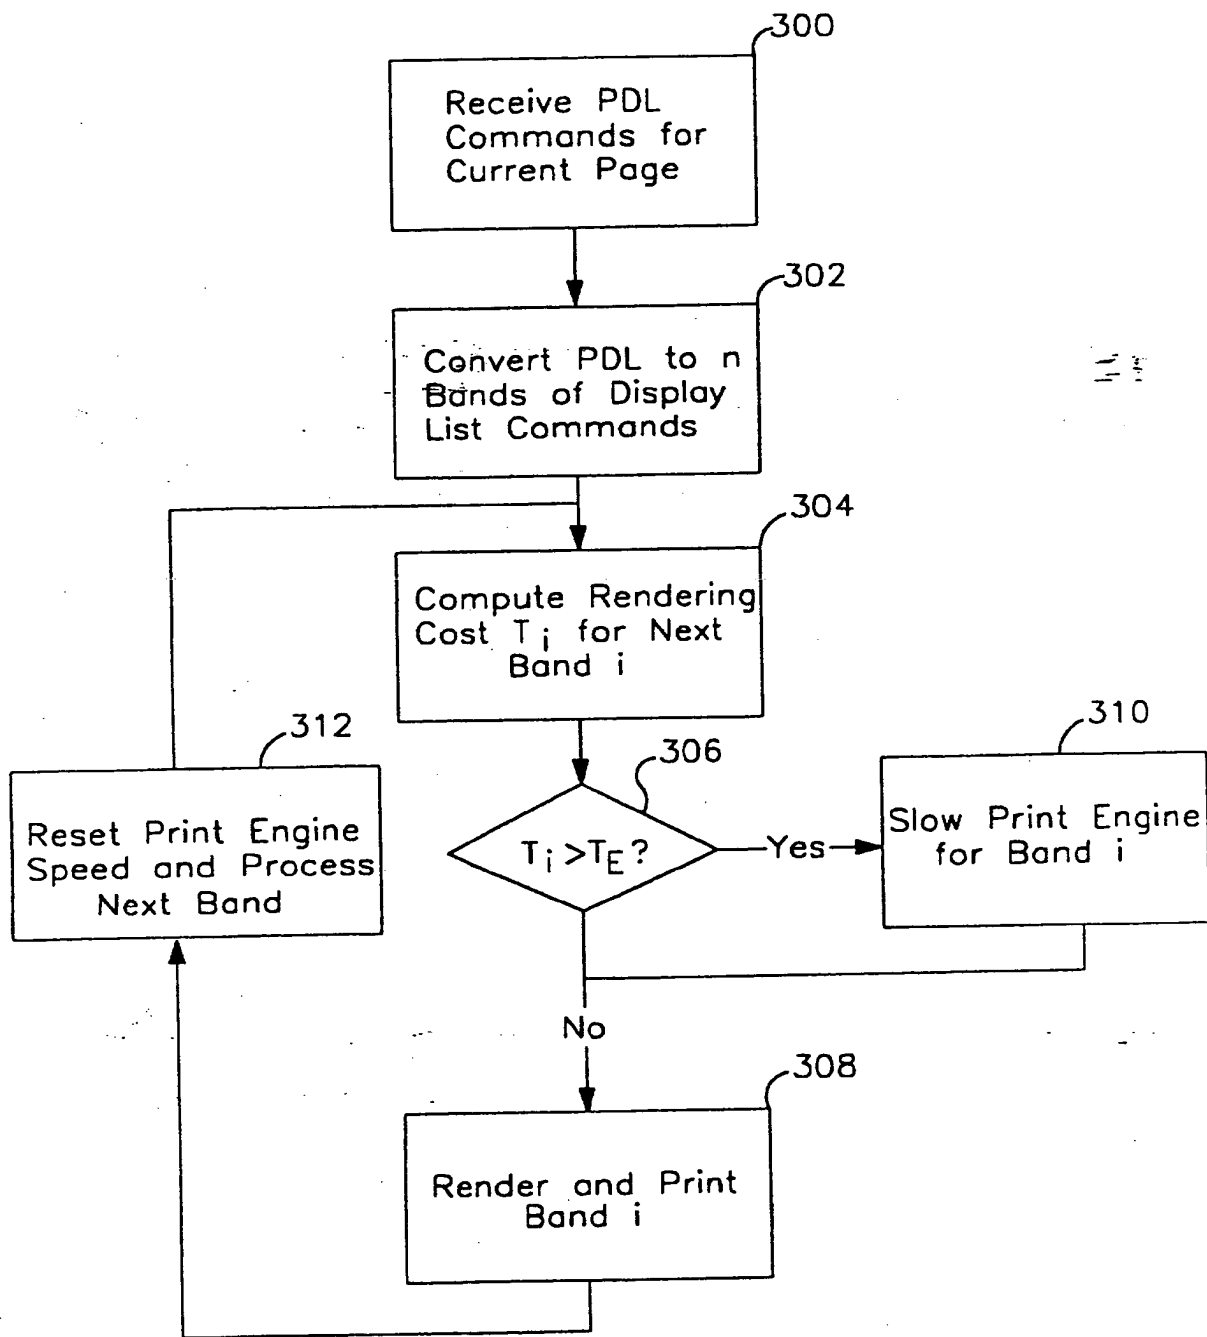 300
Receive PDL
Commands for
Current Page
302
Convert PDL to n
Bands of Display
List Commands
304
Compute Rendering
Cost Ti for Next
Band i
312
Reset Print Engine
Speed and Process
Next Band
306
Ti>TE?
Yes
310
Slow Print Engine
for Band i
No
308
Render and Print
Band i